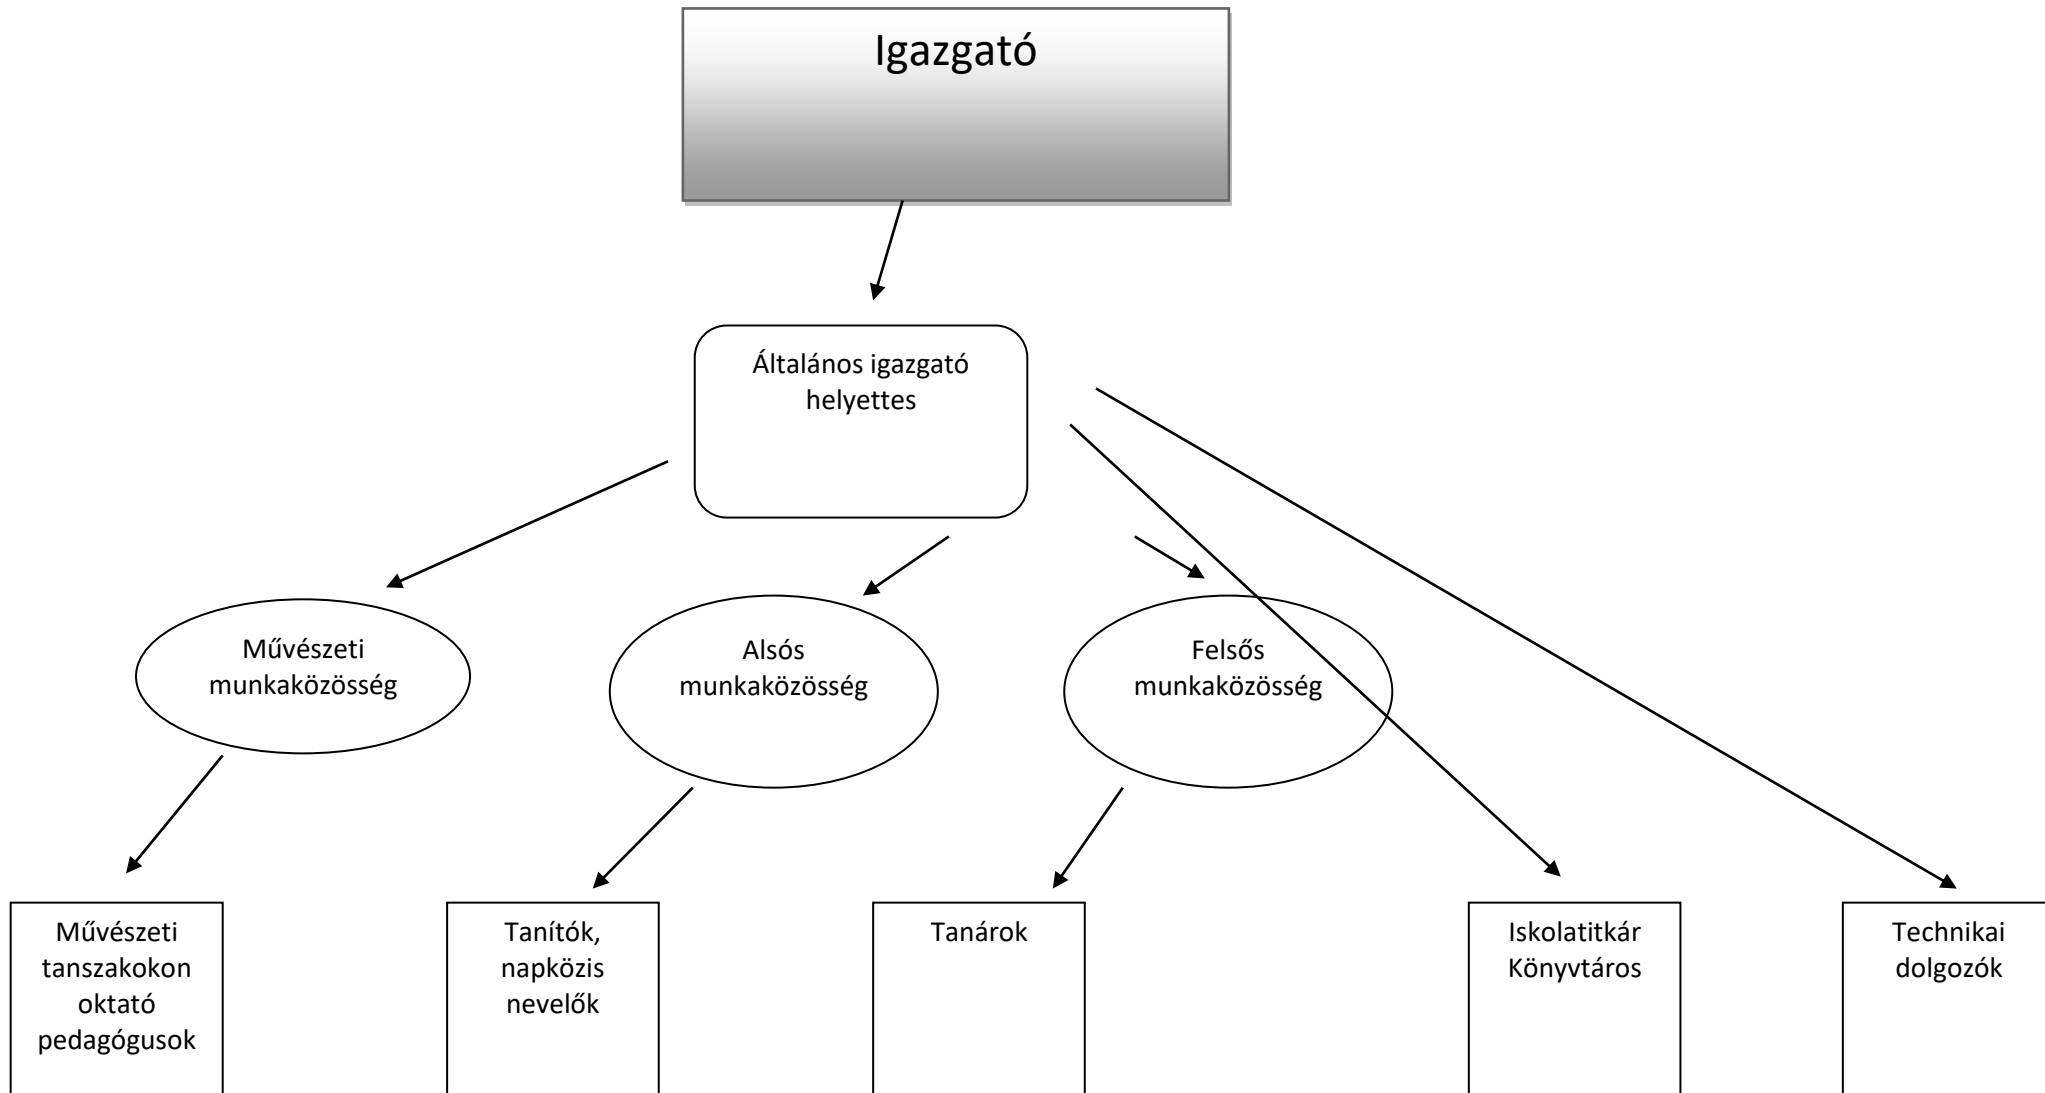 Igazgató
Általános igazgató
helyettes
Művészeti
munkaközösség
Alsós
munkaközösség
Felsős
munkaközösség
Művészeti
tanszakokon
oktató
pedagógusok
Tanítók,
napközis
nevelők
Tanárok
Iskolatitkár
Könyvtáros
Technikai
dolgozók